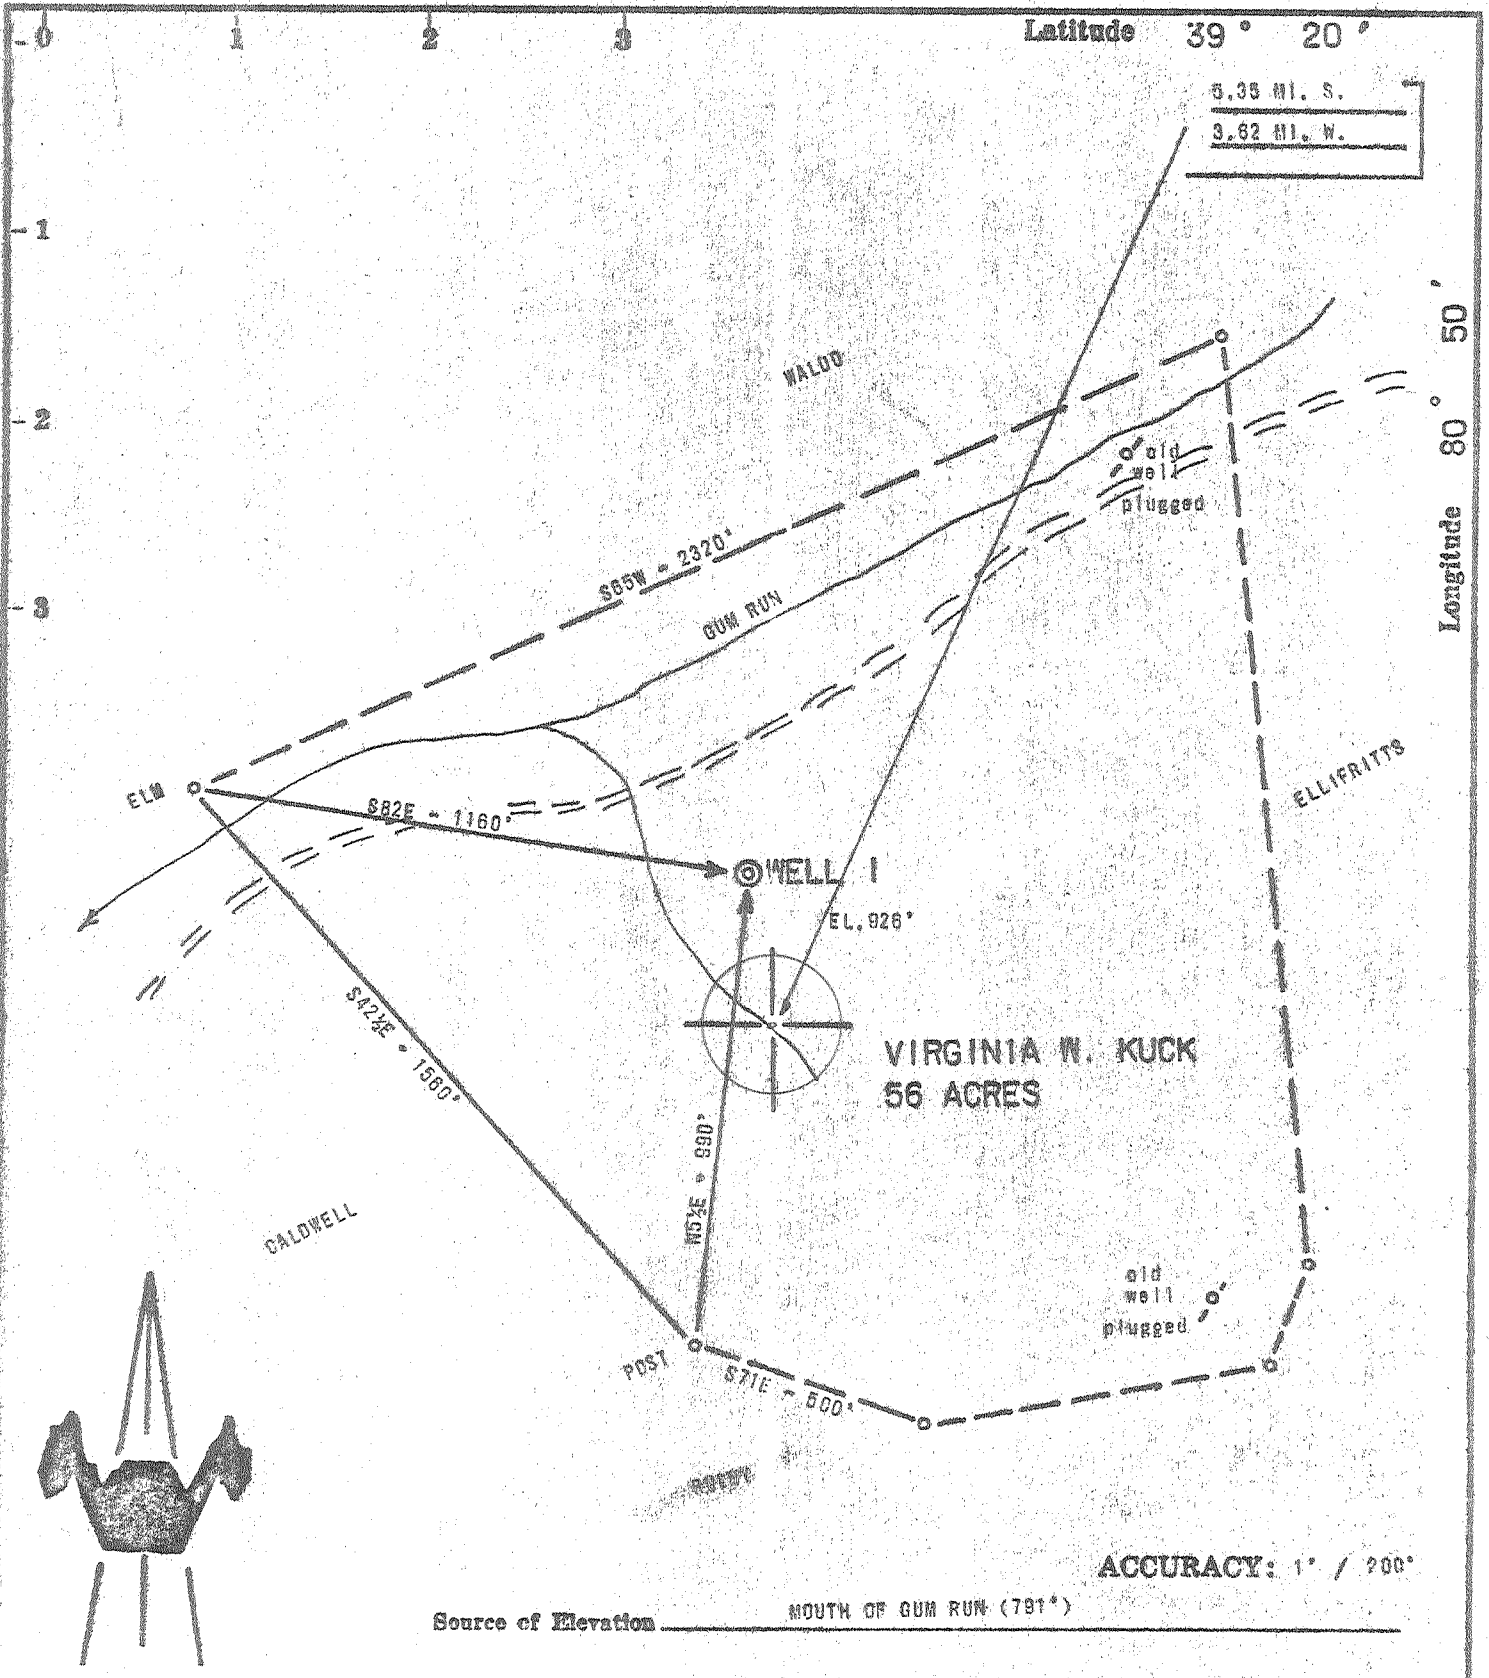 0 1 2 3 Latitude 39° 20'
5.35 MI. S.
3.62 MI. W.
1
2
3
Longitude 80° 50'
WALDO
old
well
plugged
S65W - 2320'
GUM RUN
ELM
S82E - 1160'
ELLIFRITTS
WELL 1
EL. 926'
S42½E - 1560'
VIRGINIA W. KUCK
56 ACRES
N5½E - 990'
CALDWELL
old
well
plugged
POST
S71E - 500'
ACCURACY: 1' / 200'
Source of Elevation MOUTH OF GUM RUN (791')